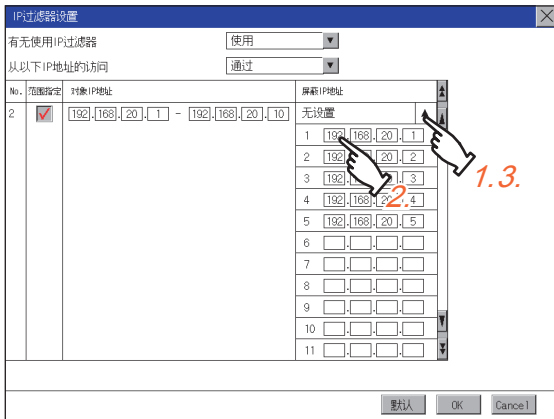 IP过滤器设置
有无使用IP过滤器 使用
从以下IP地址的访问 通过
No. 范围指定 对象IP地址 屏蔽IP地址
2 192.168.20.1 - 192.168.20.10 无设置
1 192.168.20.1
2 192.168.20.2
3 192. .3
4 192.168.20.4
5 192.168.20.5
6 . . .
7 . . .
8 . . .
9 . . .
10 . . .
11 . . .
1.3.
2.
默认 OK Cancel